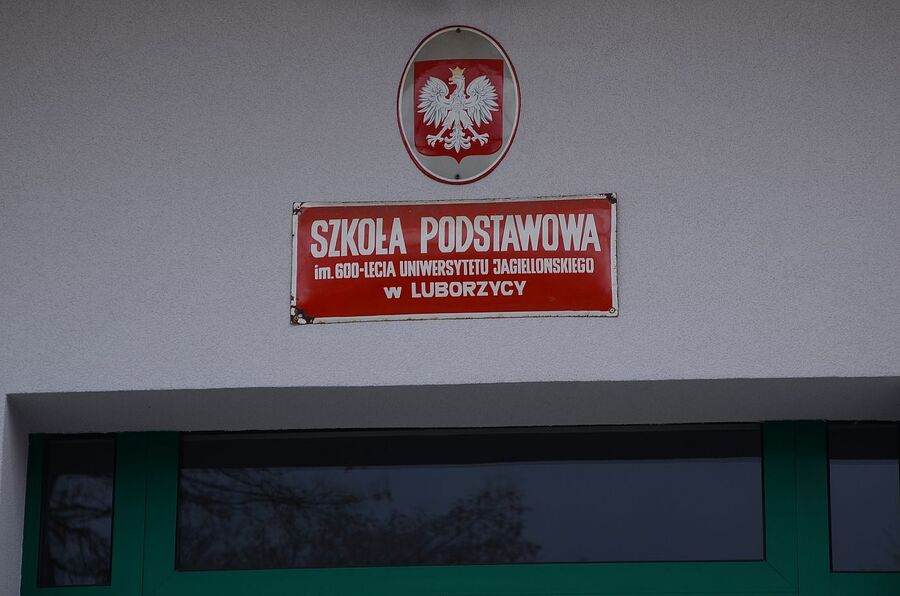 SZKOŁA PODSTAWOWA
im. 600-LECIA UNIWERSYTETU JAGIELLONSKIEGO
w LUBORZYCY